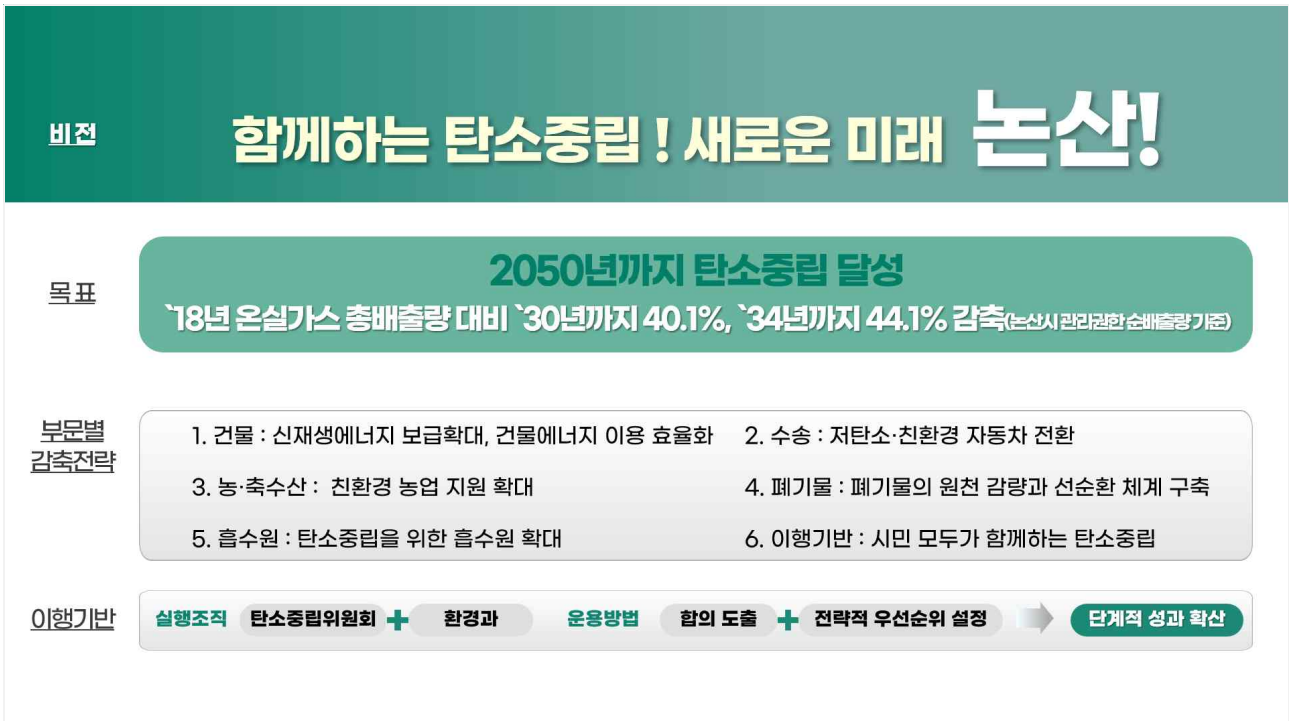 비전
함께하는 탄소중립 ! 새로운 미래 논산!
목표
2050년까지 탄소중립 달성
`18년 온실가스 총배출량 대비 `30년까지 40.1%, `34년까지 44.1% 감축(논산시 관리권한 순배출량 기준)
부문별
감축전략
1. 건물 : 신재생에너지 보급확대, 건물에너지 이용 효율화 2. 수송 : 저탄소·친환경 자동차 전환
3. 농·축수산 : 친환경 농업 지원 확대 4. 폐기물 : 폐기물의 원천 감량과 선순환 체계 구축
5. 흡수원 : 탄소중립을 위한 흡수원 확대 6. 이행기반 : 시민 모두가 함께하는 탄소중립
이행기반 실행조직 탄소중립위원회 + 환경과 운용방법 합의 도출 + 전략적 우선순위 설정 단계적 성과 확산